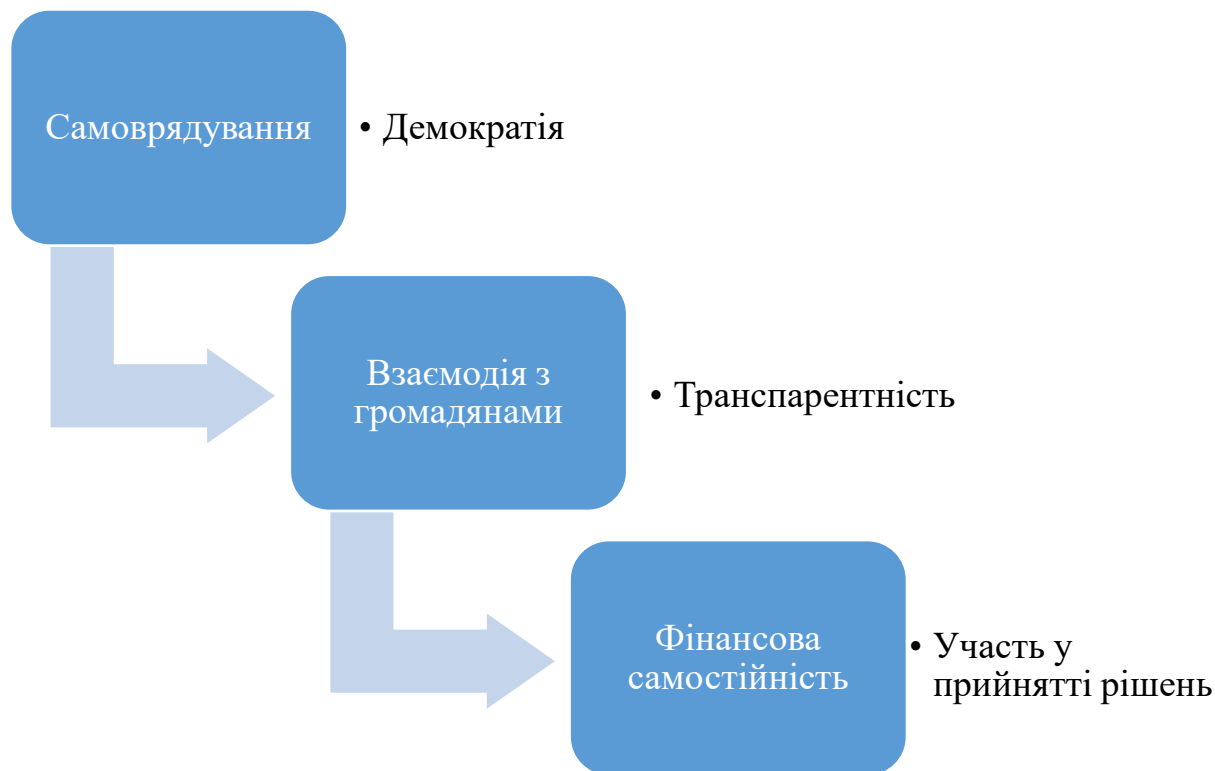 Самоврядування
• Демократія
Взаємодія з
громадянами
• Транспарентність
Фінансова
самостійність
• Участь у
прийнятті рішень